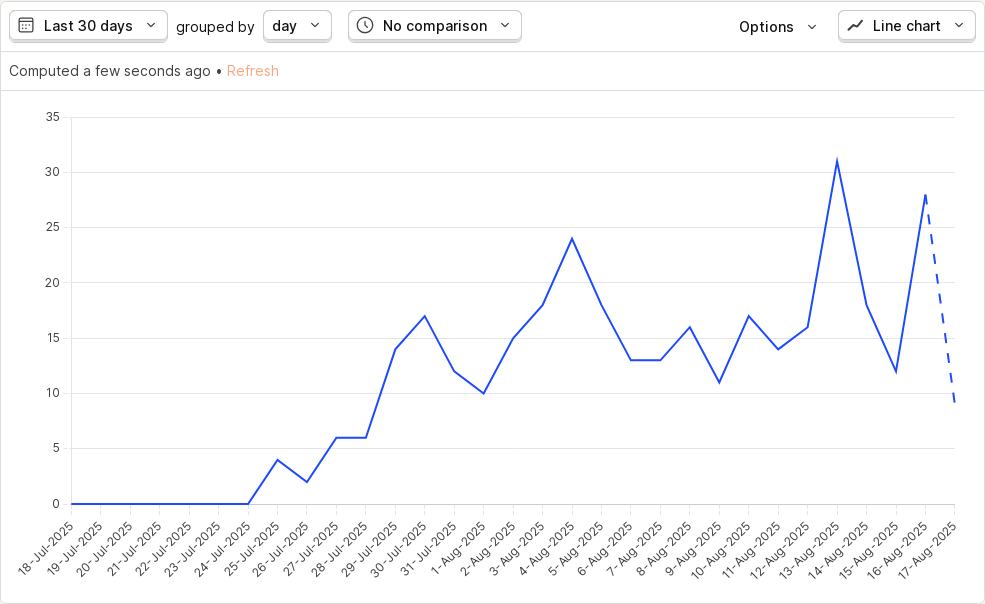 Last 30 days grouped by day No comparison Options Line chart
Computed a few seconds ago • Refresh
35
30
25
20
15
10
5
0
18-Jul-2025
19-Jul-2025
20-Jul-2025
21-Jul-2025
22-Jul-2025
23-Jul-2025
24-Jul-2025
25-Jul-2025
26-Jul-2025
27-Jul-2025
28-Jul-2025
29-Jul-2025
30-Jul-2025
31-Jul-2025
1-Aug-2025
2-Aug-2025
3-Aug-2025
4-Aug-2025
5-Aug-2025
6-Aug-2025
7-Aug-2025
8-Aug-2025
9-Aug-2025
10-Aug-2025
11-Aug-2025
12-Aug-2025
13-Aug-2025
14-Aug-2025
15-Aug-2025
16-Aug-2025
17-Aug-2025